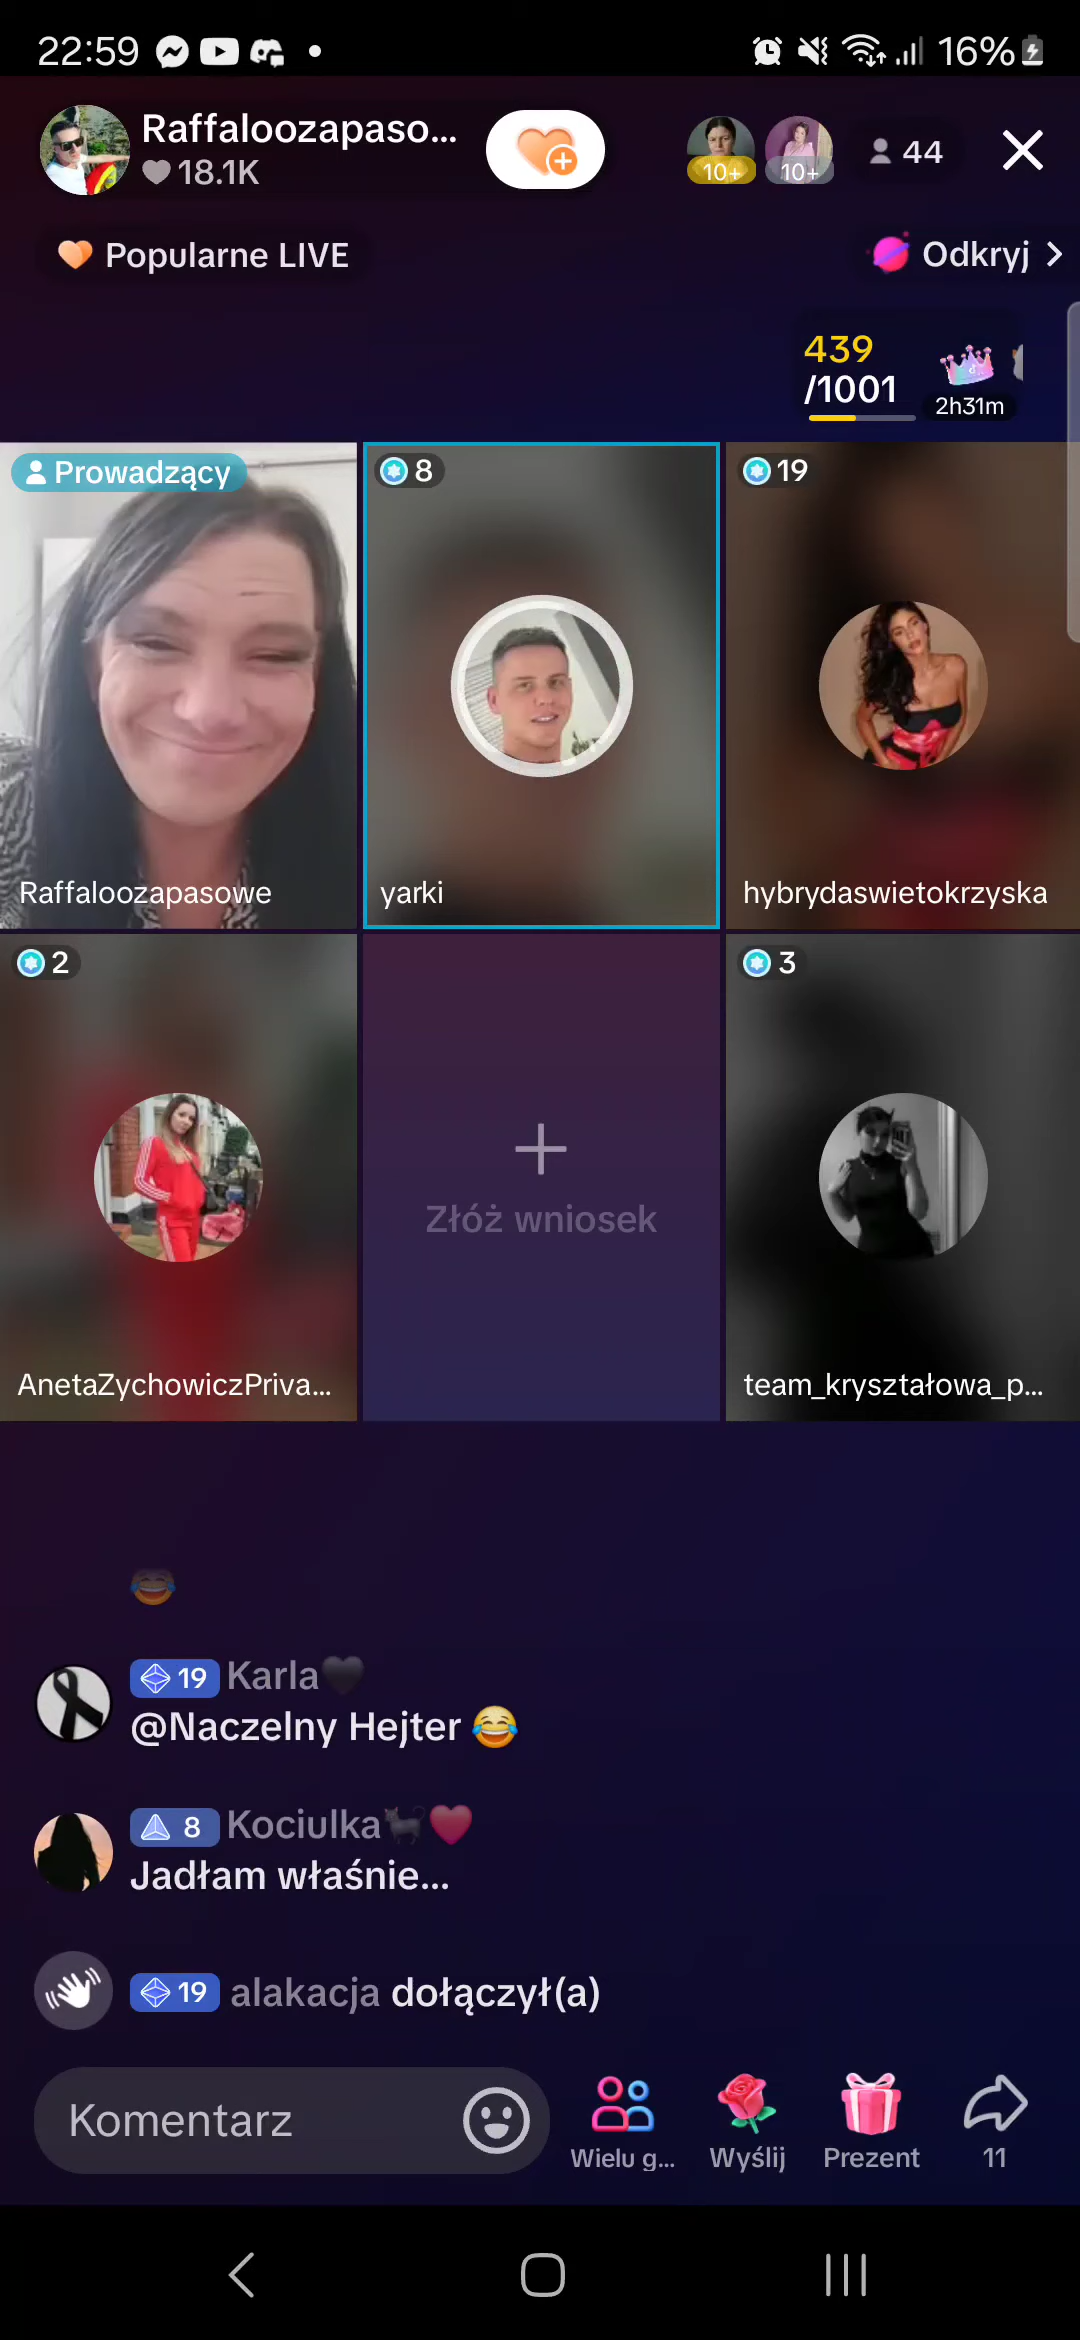 22:59
16%
Raffaloozapaso...
18.1K
10+
10+
44
Popularne LIVE
Odkryj
439
/1001
2h31m
Prowadzący
8
19
Raffaloozapasowe
yarki
hybrydaswietokrzyska
2
3
Złóż wniosek
AnetaZychowiczPriva...
team_kryształowa_p...
19 Karla
@Naczelny Hejter 😂
8 Kociulka
Jadłam właśnie...
19 alakacja dołączył(a)
Komentarz
Wielu g...
Wyślij
Prezent
11